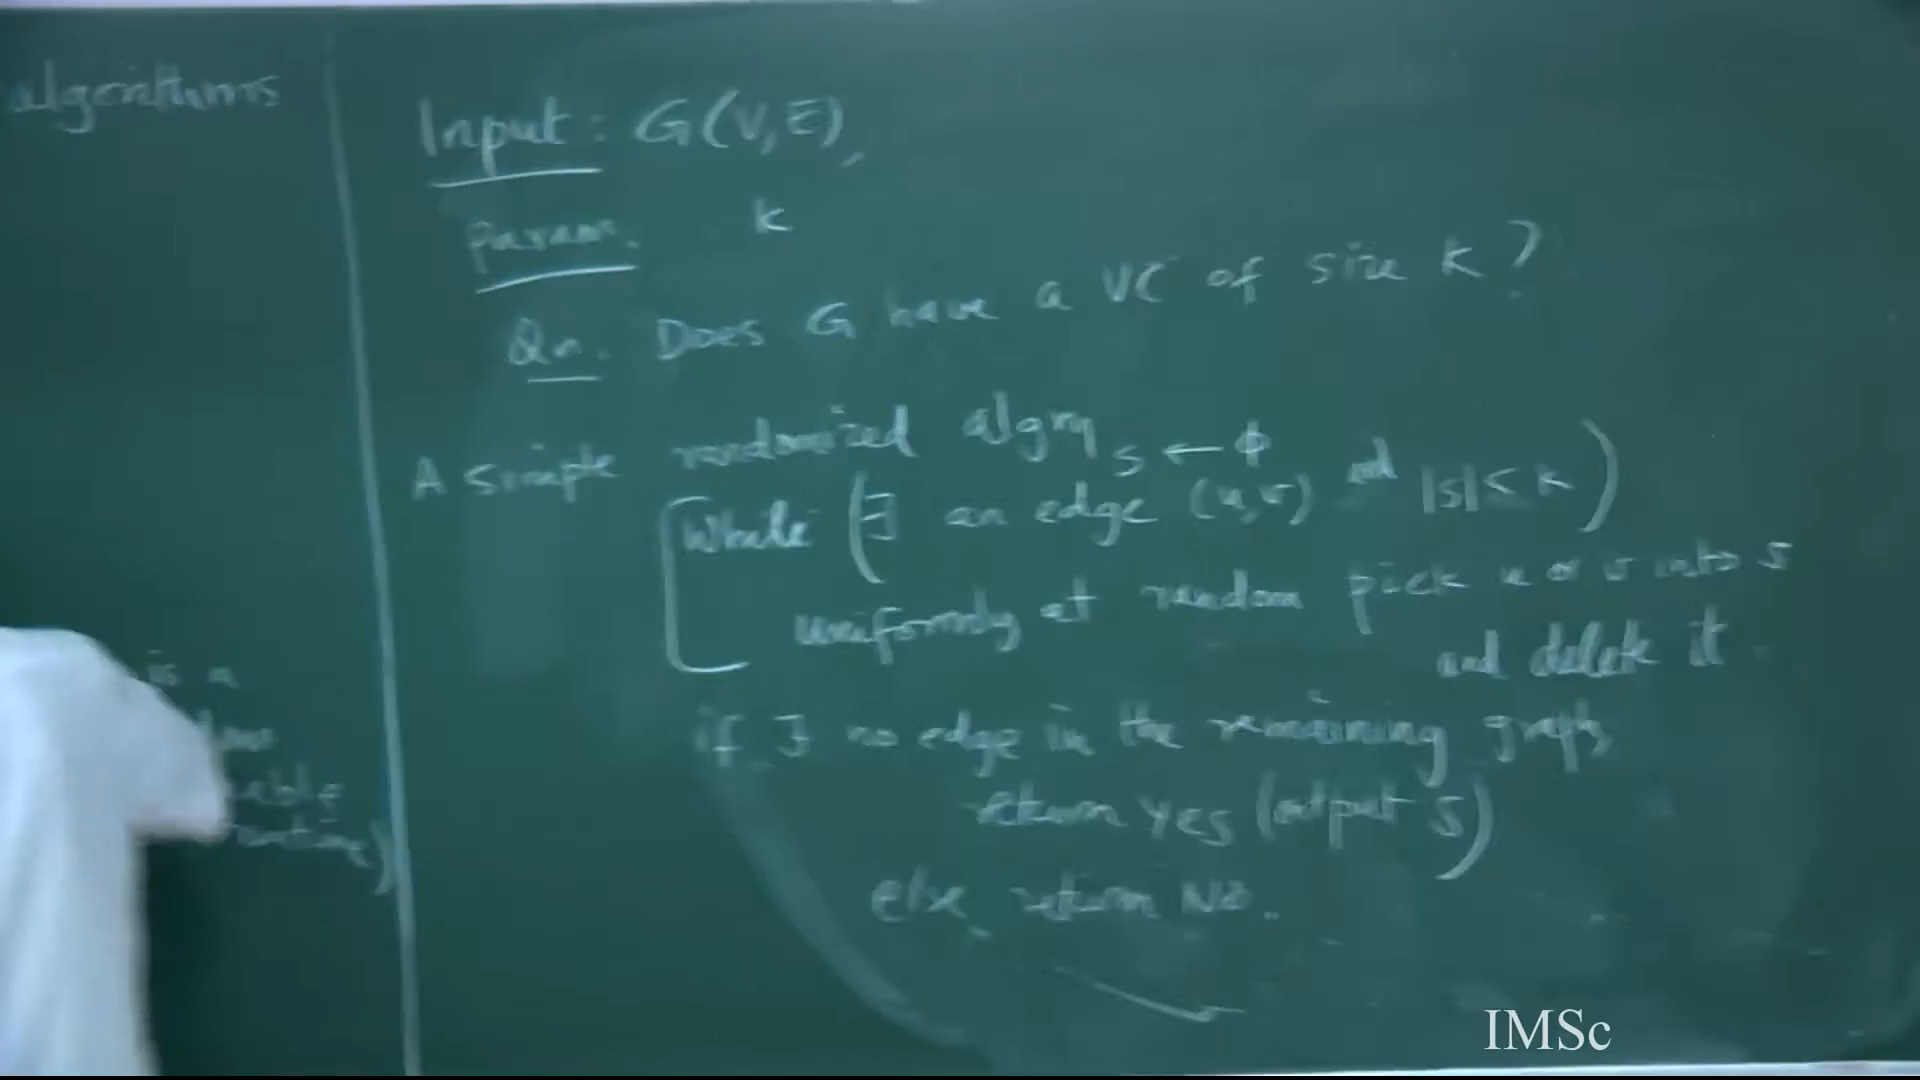 algorithms
is a
Input: G(V,E),
Param. k
Qn. Does G have a VC of size k?
A simple randomized algm S ← φ
While (∃ an edge (u,v) and |S|< k)
uniformly at random pick u or v into S
and delete it.
if ∃ no edge in the remaining graph
return YES (output S)
else return No.
IMSc